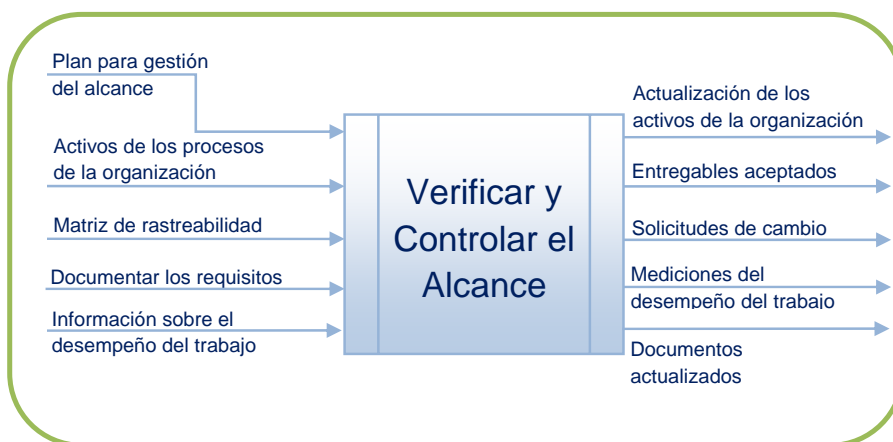 Plan para gestión
del alcance
Activos de los procesos
de la organización
Matriz de rastreabilidad
Documentar los requisitos
Información sobre el
desempeño del trabajo
Verificar y
Controlar el
Alcance
Actualización de los
activos de la organización
Entregables aceptados
Solicitudes de cambio
Mediciones del
desempeño del trabajo
Documentos
actualizados